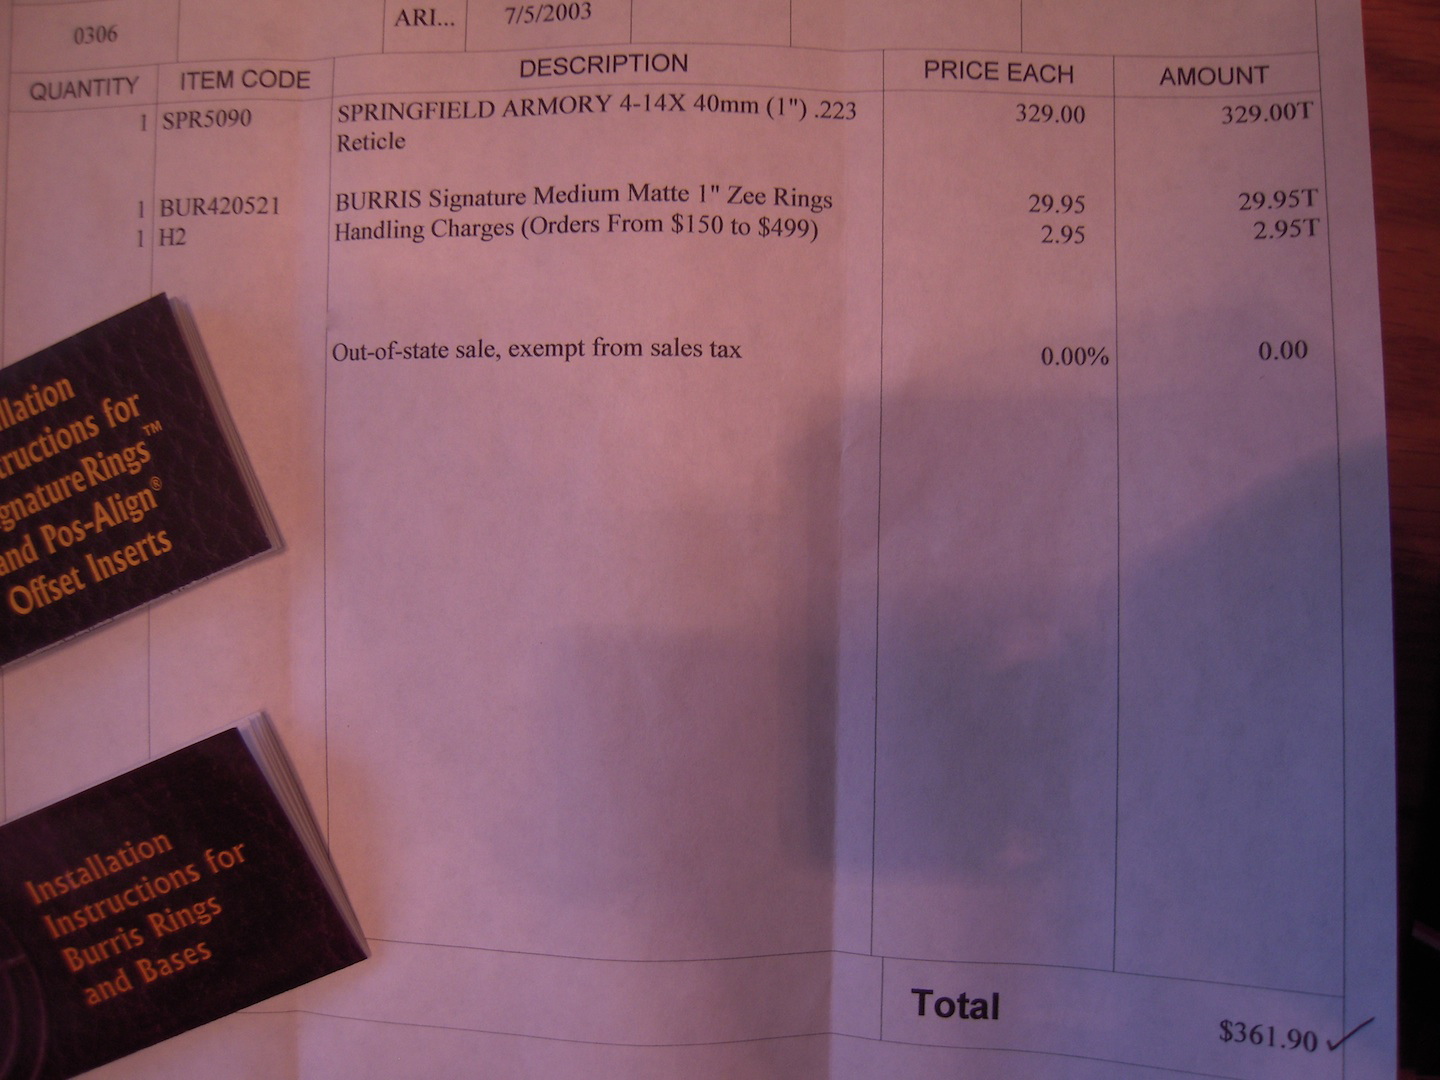 0306 ARI... 7/5/2003
QUANTITY ITEM CODE DESCRIPTION PRICE EACH AMOUNT
1 SPR5090 SPRINGFIELD ARMORY 4-14X 40mm (1") .223 329.00 329.00T
Reticle
1 BUR420521 BURRIS Signature Medium Matte 1" Zee Rings 29.95 29.95T
1 H2 Handling Charges (Orders From $150 to $499) 2.95 2.95T
Out-of-state sale, exempt from sales tax 0.00% 0.00
llation
tructions for
gnatureRings™
and Pos-Align®
Offset Inserts
Installation
Instructions for
Burris Rings
and Bases
Total $361.90